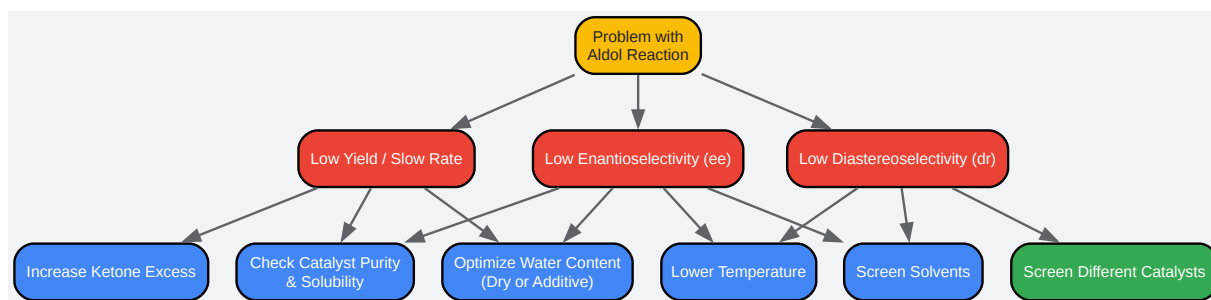 Problem with
Aldol Reaction
Low Yield / Slow Rate
Low Enantioselectivity (ee)
Low Diastereoselectivity (dr)
Increase Ketone Excess
Check Catalyst Purity
& Solubility
Optimize Water Content
(Dry or Additive)
Lower Temperature
Screen Solvents
Screen Different Catalysts